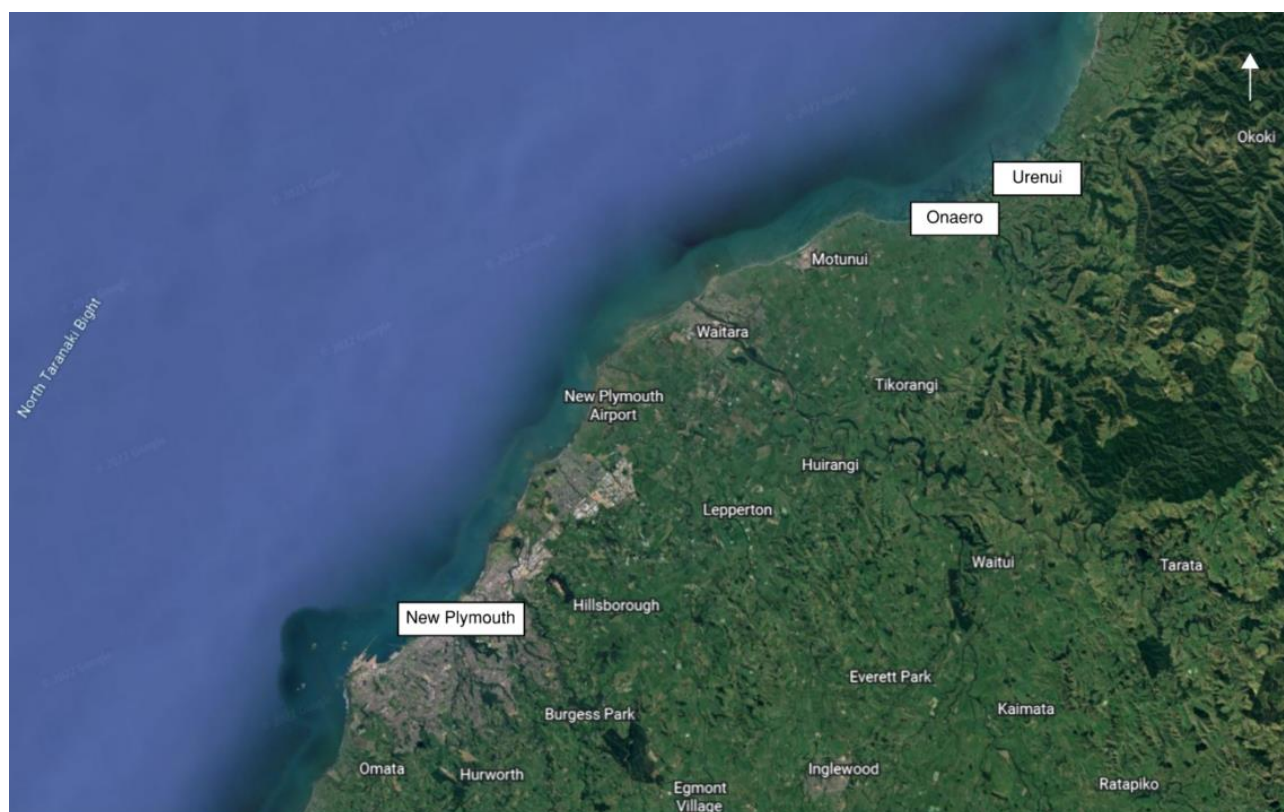 Okoki
Urenui
Onaero
Motunui
North Taranaki Bight
Waitara
New Plymouth
Airport
Tikorangi
Huirangi
Lepperton
Waitui
Tarata
Hillsborough
New Plymouth
Everett Park
Kaimata
Burgess Park
Omata
Hurworth
Inglewood
Egmont
Village
Ratapiko